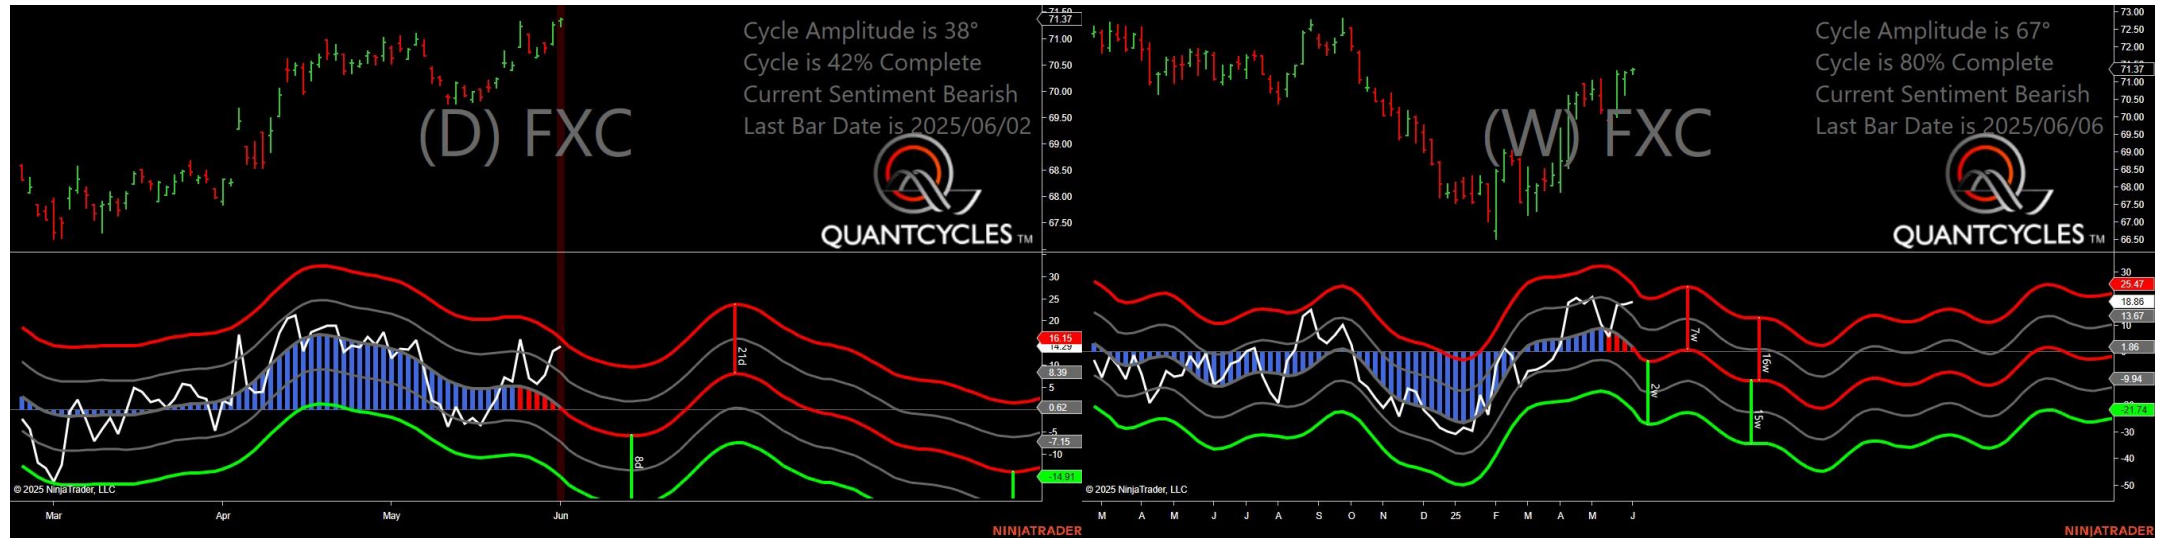 Cycle Amplitude is 38°
Cycle is 42% Complete
Current Sentiment Bearish
Last Bar Date is 2025/06/02
(D) FXC
QUANTCYCLES TM
71.50
71.37
71.00
70.50
70.00
69.50
69.00
68.50
68.00
67.50
30
25
20
16.15
14.29
10
8.39
5
0.62
-5
-7.15
-10
-14.91
21d
8d
© 2025 NinjaTrader, LLC
Mar Apr May Jun
NINJATRADER
Cycle Amplitude is 67°
Cycle is 80% Complete
Current Sentiment Bearish
Last Bar Date is 2025/06/06
(W) FXC
QUANTCYCLES TM
73.00
72.50
72.00
71.37
71.00
70.50
70.00
69.50
69.00
68.50
68.00
67.50
67.00
66.50
30
25.47
18.86
13.67
10
1.86
-9.94
-21.74
-30
-40
-50
7w
16w
2w
15w
© 2025 NinjaTrader, LLC
M A M J J A S O N D 25 F M A M J
NINJATRADER